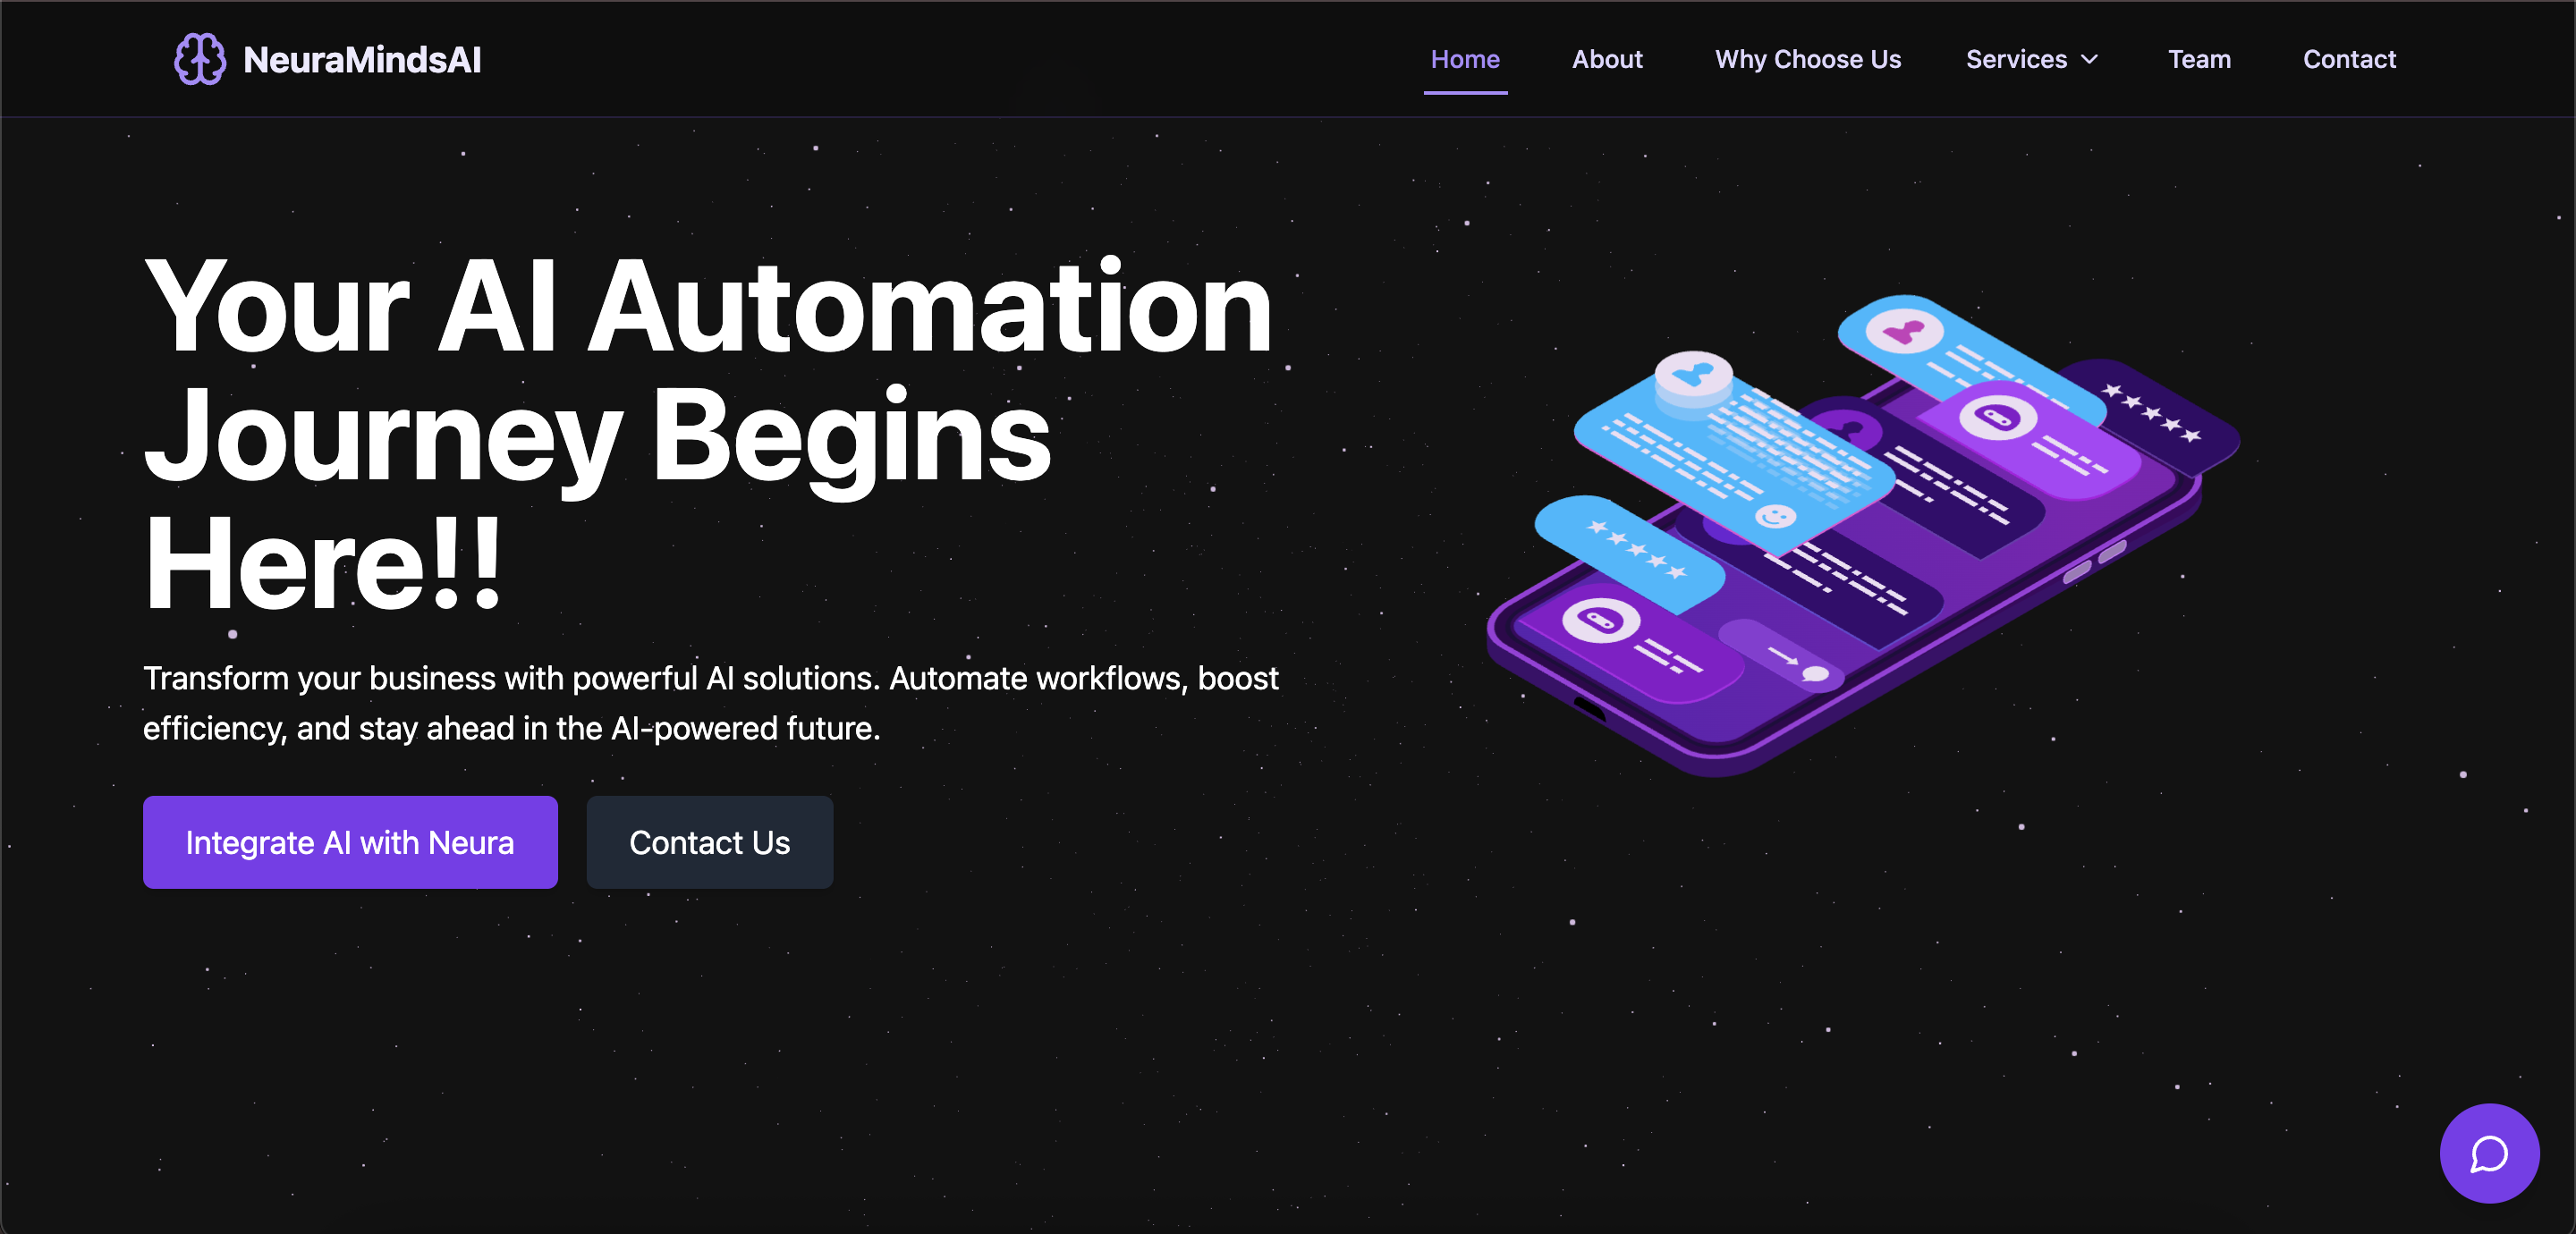 NeuraMindsAI
Home
About
Why Choose Us
Services
Team
Contact
Your AI Automation
Journey Begins
Here!!
Transform your business with powerful AI solutions. Automate workflows, boost
efficiency, and stay ahead in the AI-powered future.
Integrate AI with Neura
Contact Us